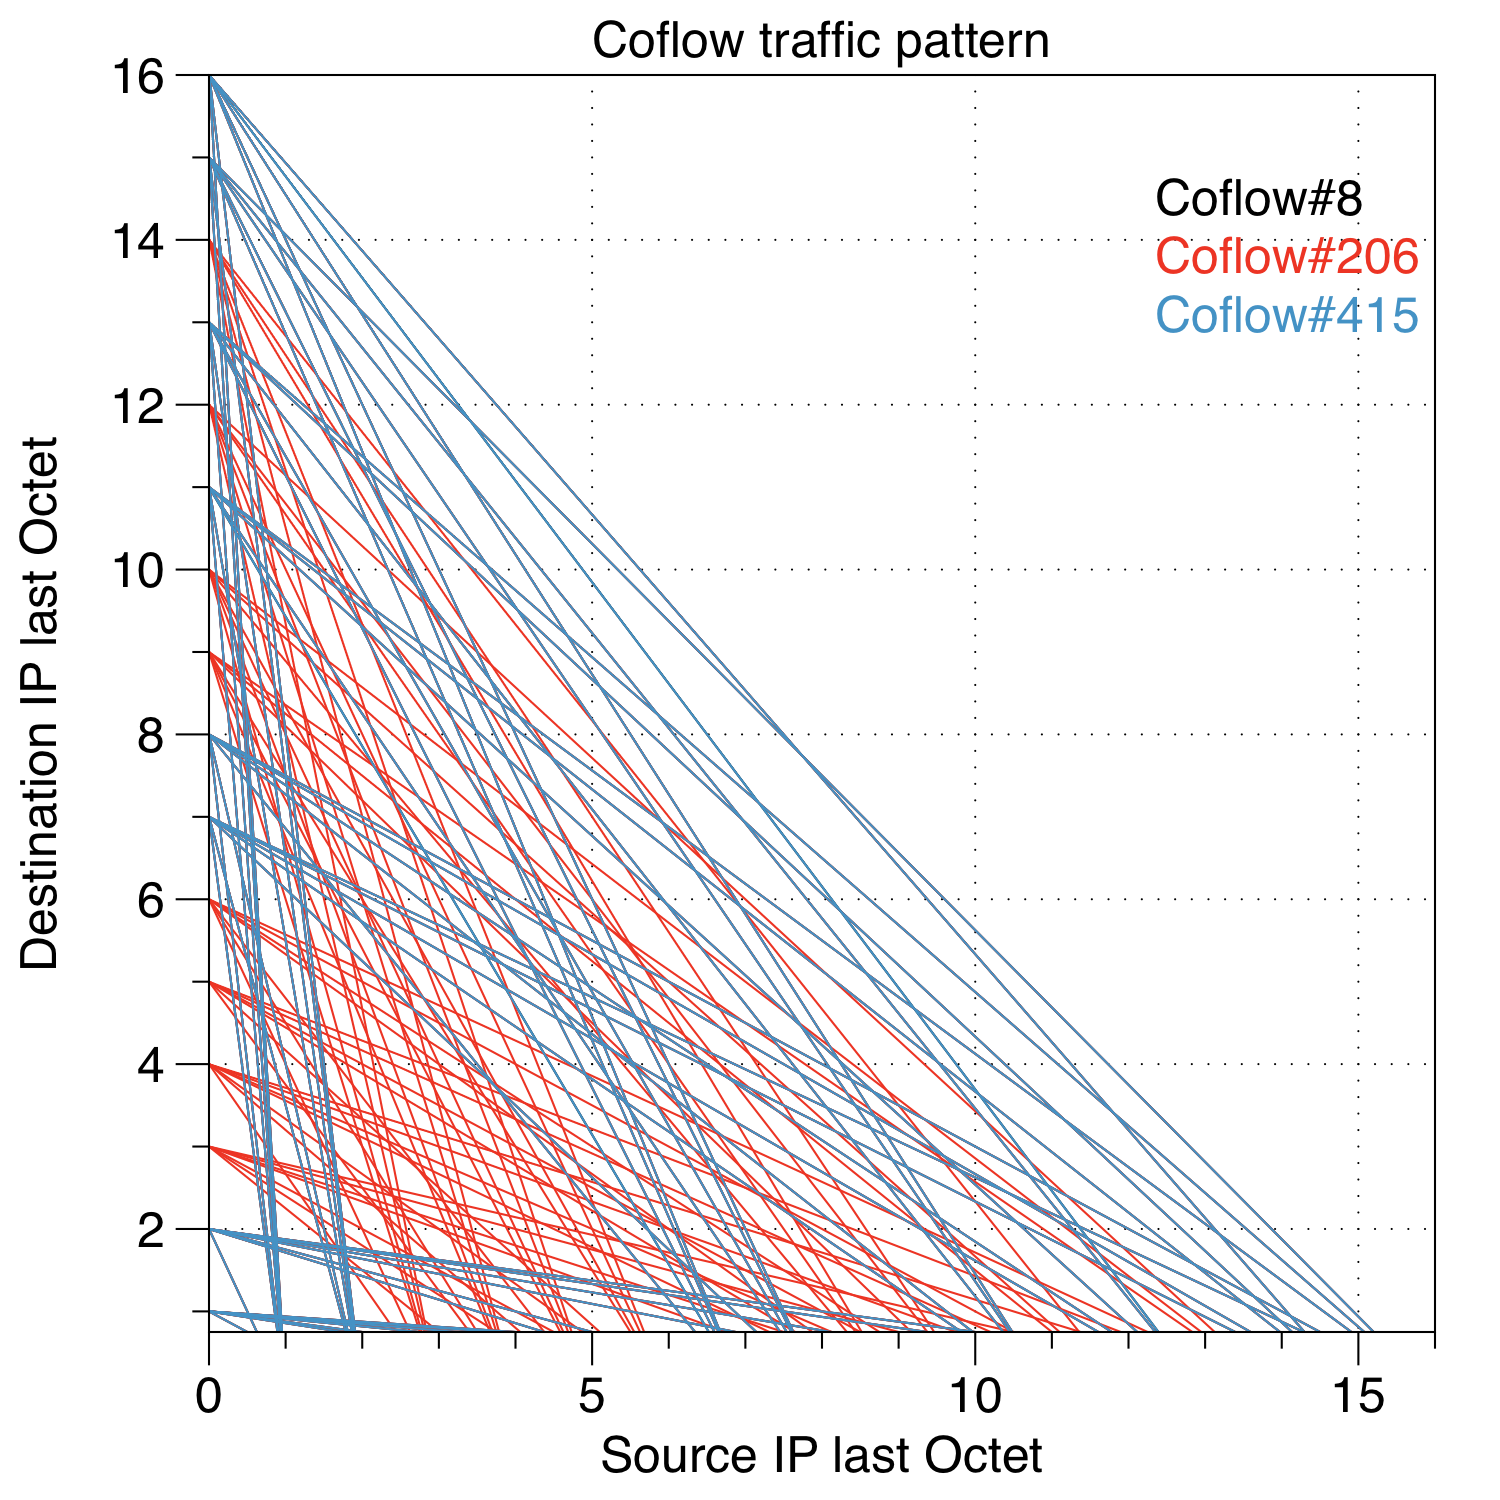 Coflow traffic pattern
16
14
12
10
8
6
4
2
Destination IP last Octet
Coflow#8
Coflow#206
Coflow#415
0 5 10 15
Source IP last Octet